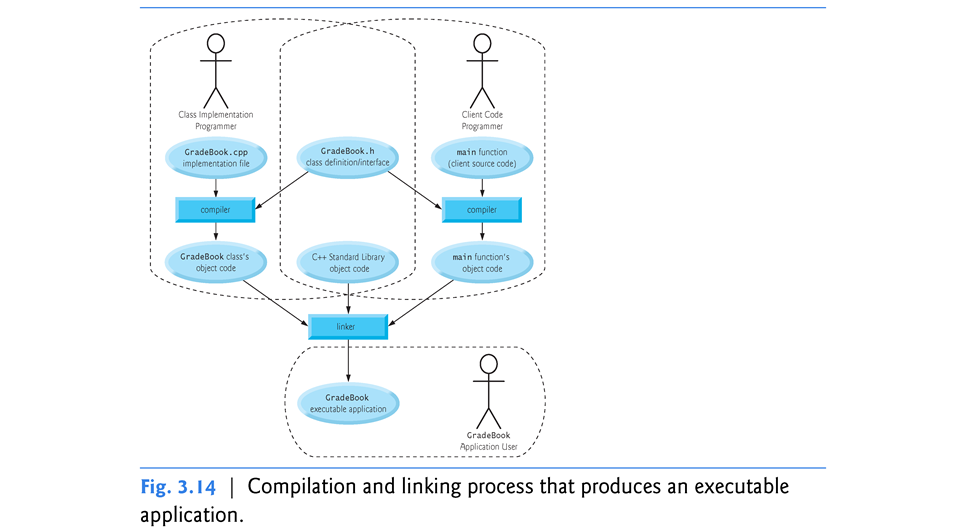 Class Implementation
Programmer
Client Code
Programmer
GradeBook.cpp
implementation file
GradeBook.h
class definition/interface
main function
(client source code)
compiler
compiler
GradeBook class's
object code
C++ Standard Library
object code
main function's
object code
linker
GradeBook
executable application
GradeBook
Application User
Fig. 3.14 | Compilation and linking process that produces an executable
application.